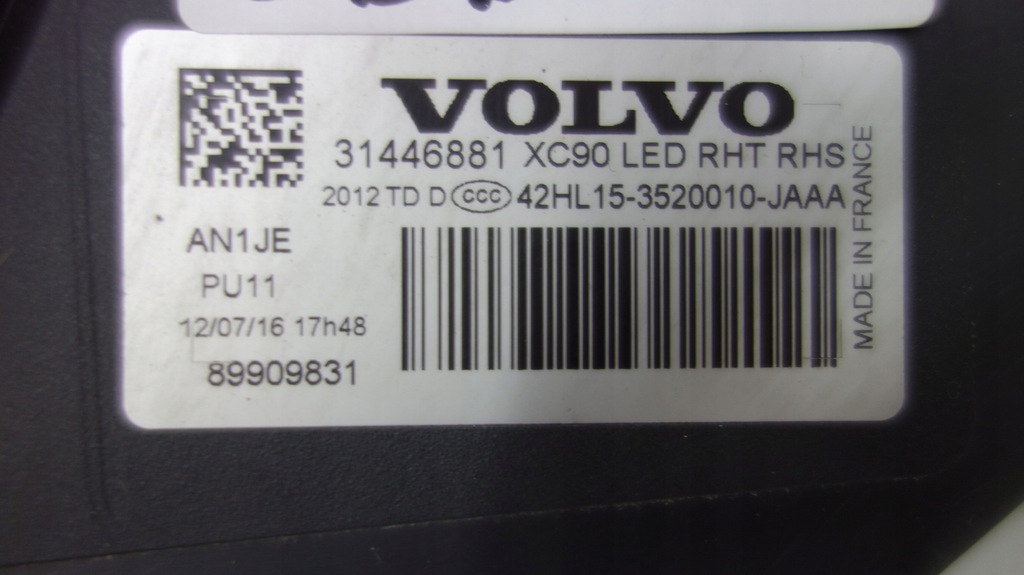 VOLVO
31446881 XC90 LED RHT RHS
2012 TD D CCC 42HL15-3520010-JAAA
MADE IN FRANCE
AN1JE
PU11
12/07/16 17h48
89909831